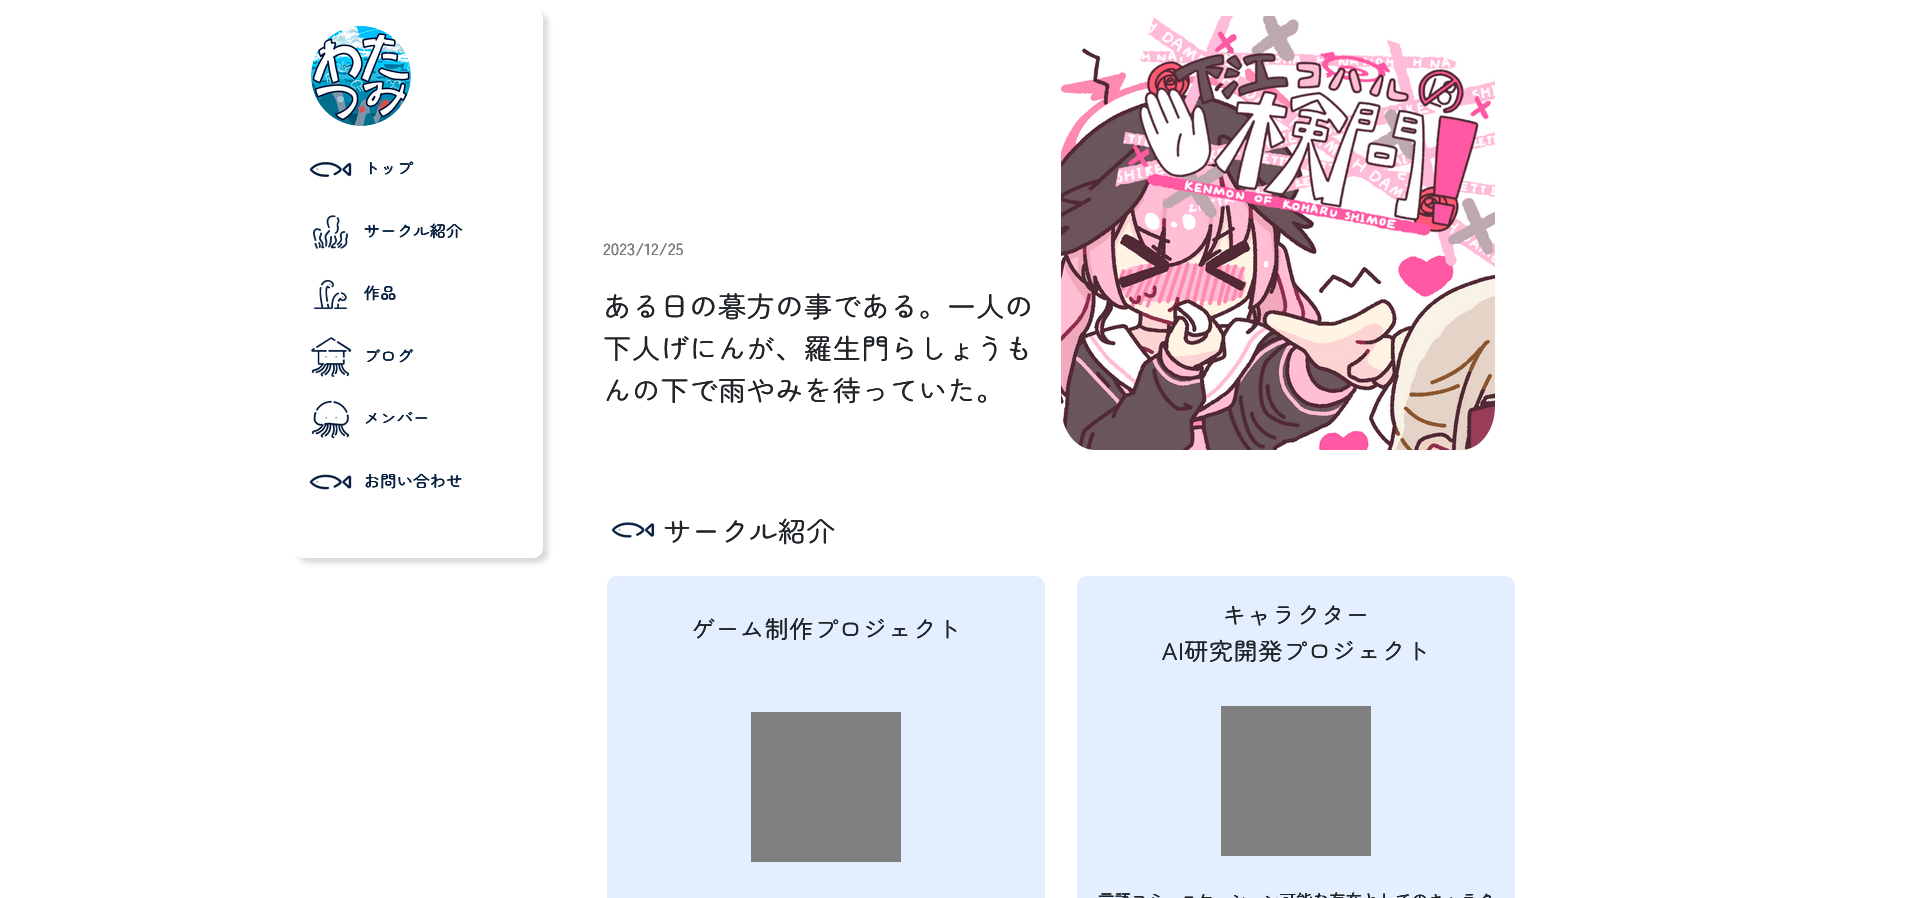 わた
つみ
トップ
サークル紹介
作品
ブログ
メンバー
お問い合わせ
2023/12/25
ある日の暮方の事である。一人の
下人げにんが、羅生門らしょうも
んの下で雨やみを待っていた。
下江コハル
検問!
KENMON OF KOHARU SHIMOE
サークル紹介
ゲーム制作プロジェクト
キャラクター
AI研究開発プロジェクト